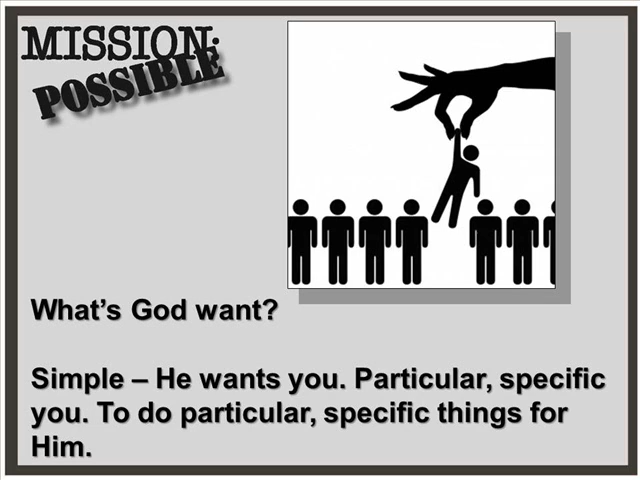 MISSION:
POSSIBLE
What's God want?
Simple – He wants you. Particular, specific
you. To do particular, specific things for
Him.